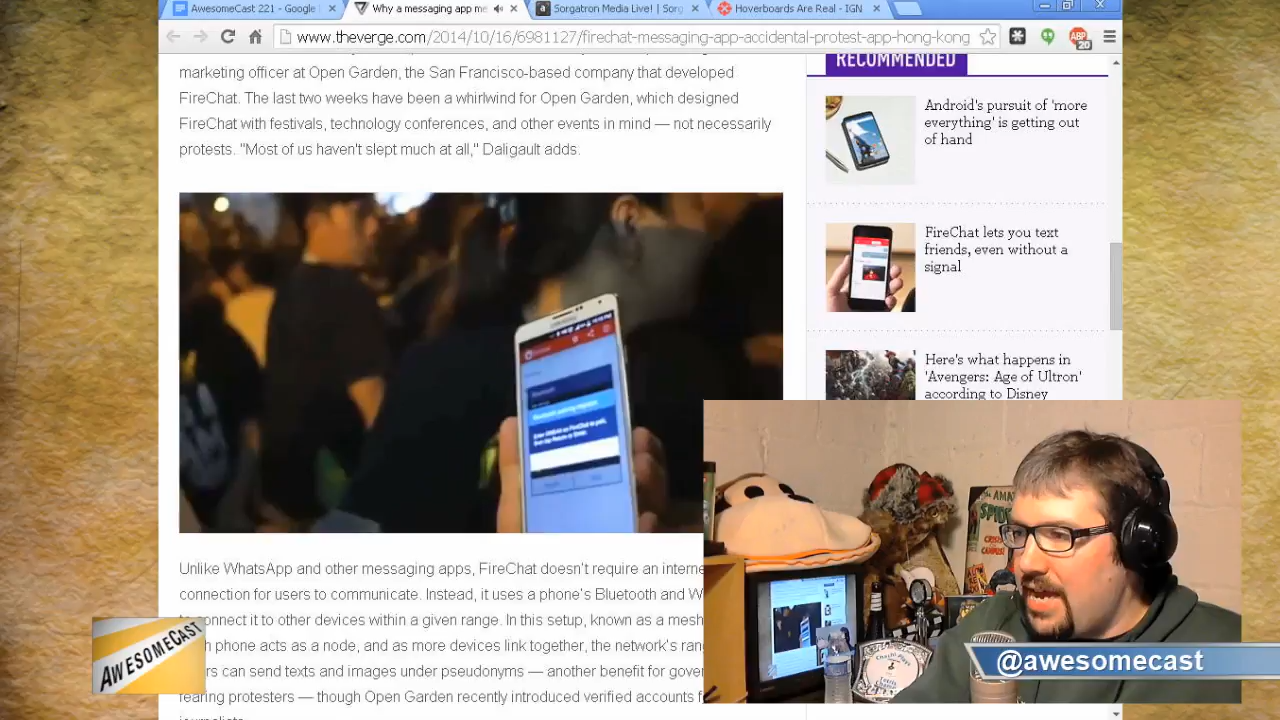 AwesomeCast 221 - Google
Why a messaging app me
Sorgatron Media Live! | Sorg
Hoverboards Are Real - IGN
www.theverge.com/2014/10/16/6981127/firechat-messaging-app-accidental-protest-app-hong-kong
ABP
20
marketing officer at Open Garden, the San Francisco-based company that developed
FireChat. The last two weeks have been a whirlwind for Open Garden, which designed
FireChat with festivals, technology conferences, and other events in mind — not necessarily
protests. "Most of us haven't slept much at all," Daligault adds.
RECOMMENDED
Android's pursuit of 'more
everything' is getting out
of hand
FireChat lets you text
friends, even without a
signal
Here's what happens in
'Avengers: Age of Ultron'
according to Disney
Unlike WhatsApp and other messaging apps, FireChat doesn't require an interne
connection for users to communicate. Instead, it uses a phone's Bluetooth and W
connect it to other devices within a given range. In this setup, known as a mesh
phone a node, and as more devices link together, the network's ran
can send texts and images under pseudonyms — another benefit for gover
fearing protesters — though Open Garden recently introduced verified accounts f
AWESOMECAST
@awesomecast